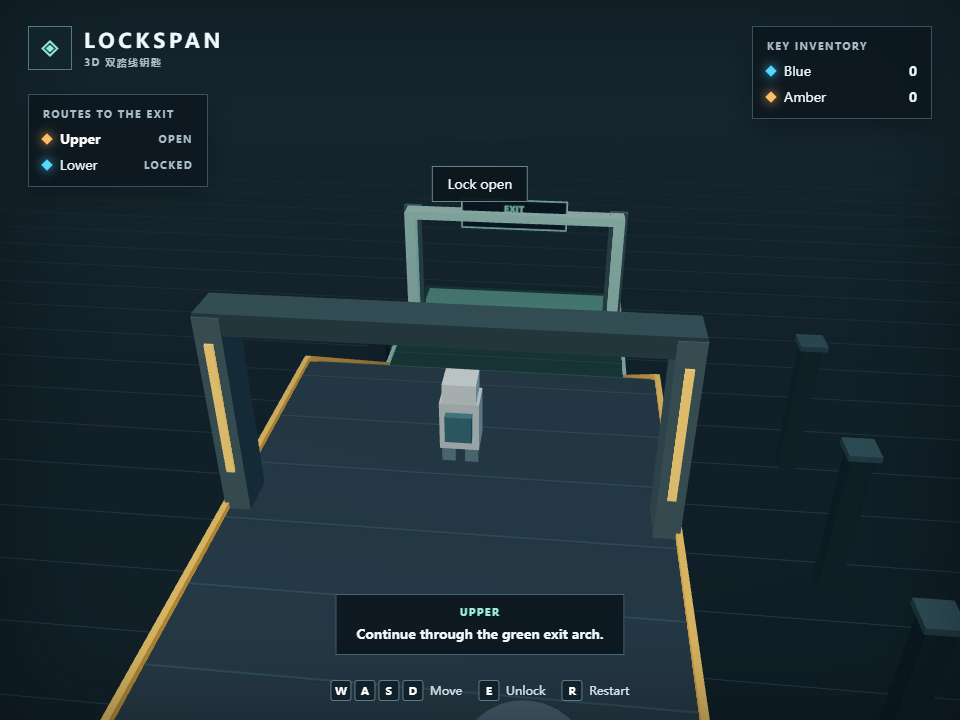 LOCKSPAN
3D 双路线钥匙
ROUTES TO THE EXIT
Upper OPEN
Lower LOCKED
KEY INVENTORY
Blue 0
Amber 0
Lock open
EXIT
UPPER
Continue through the green exit arch.
W A S D Move E Unlock R Restart